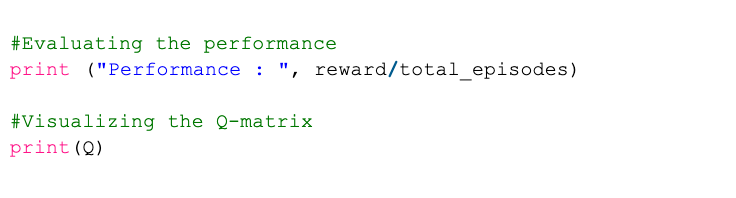 #Evaluating the performance
print ("Performance : ", reward/total_episodes)
#Visualizing the Q-matrix
print(Q)